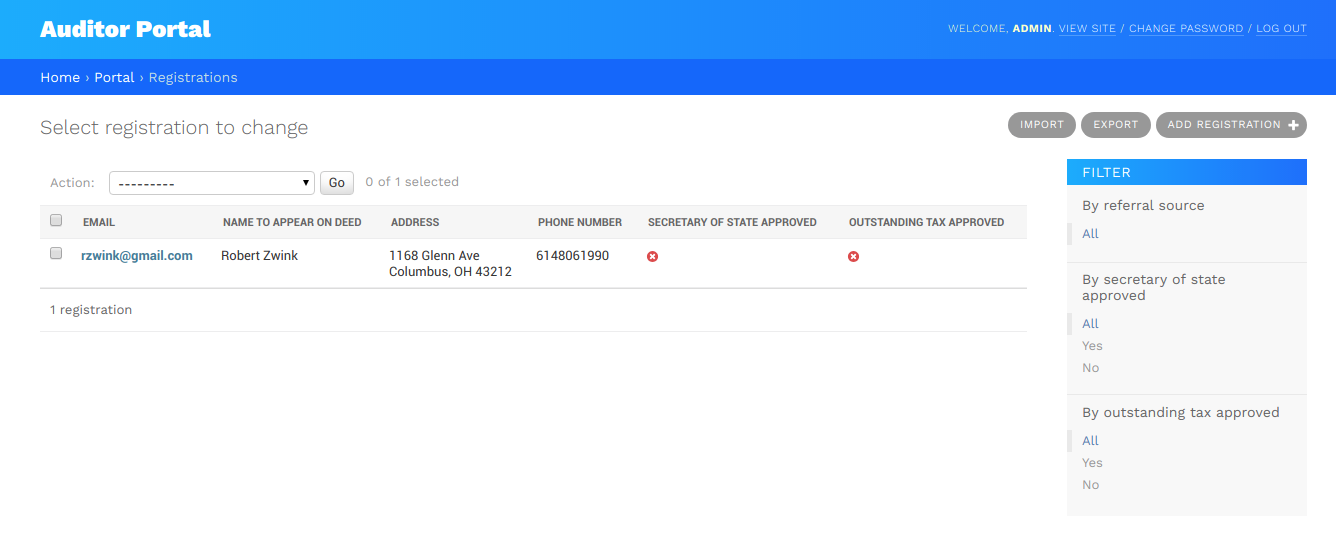 Auditor Portal
WELCOME, ADMIN. VIEW SITE / CHANGE PASSWORD / LOG OUT
Home › Portal › Registrations
Select registration to change
IMPORT
EXPORT
ADD REGISTRATION
Action:
---------
Go
0 of 1 selected
EMAIL NAME TO APPEAR ON DEED ADDRESS PHONE NUMBER SECRETARY OF STATE APPROVED OUTSTANDING TAX APPROVED
rzwink@gmail.com Robert Zwink 1168 Glenn Ave 6148061990
Columbus, OH 43212
1 registration
FILTER
By referral source
All
By secretary of state
approved
All
Yes
No
By outstanding tax approved
All
Yes
No